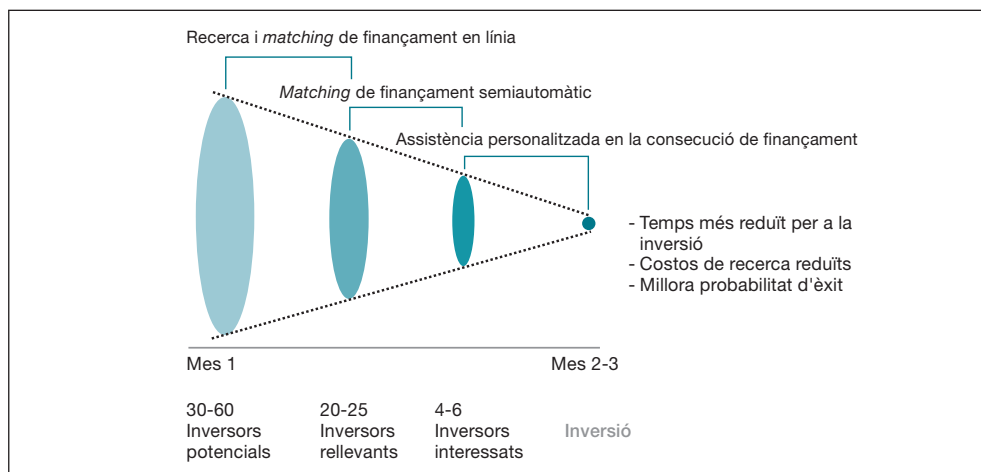 Recerca i matching de finançament en línia
Matching de finançament semiautomàtic
Assistència personalitzada en la consecució de finançament
- Temps més reduït per a la
inversió
- Costos de recerca reduïts
- Millora probabilitat d'èxit
Mes 1
Mes 2-3
30-60
Inversors
potencials
20-25
Inversors
rellevants
4-6
Inversors
interessats
Inversió